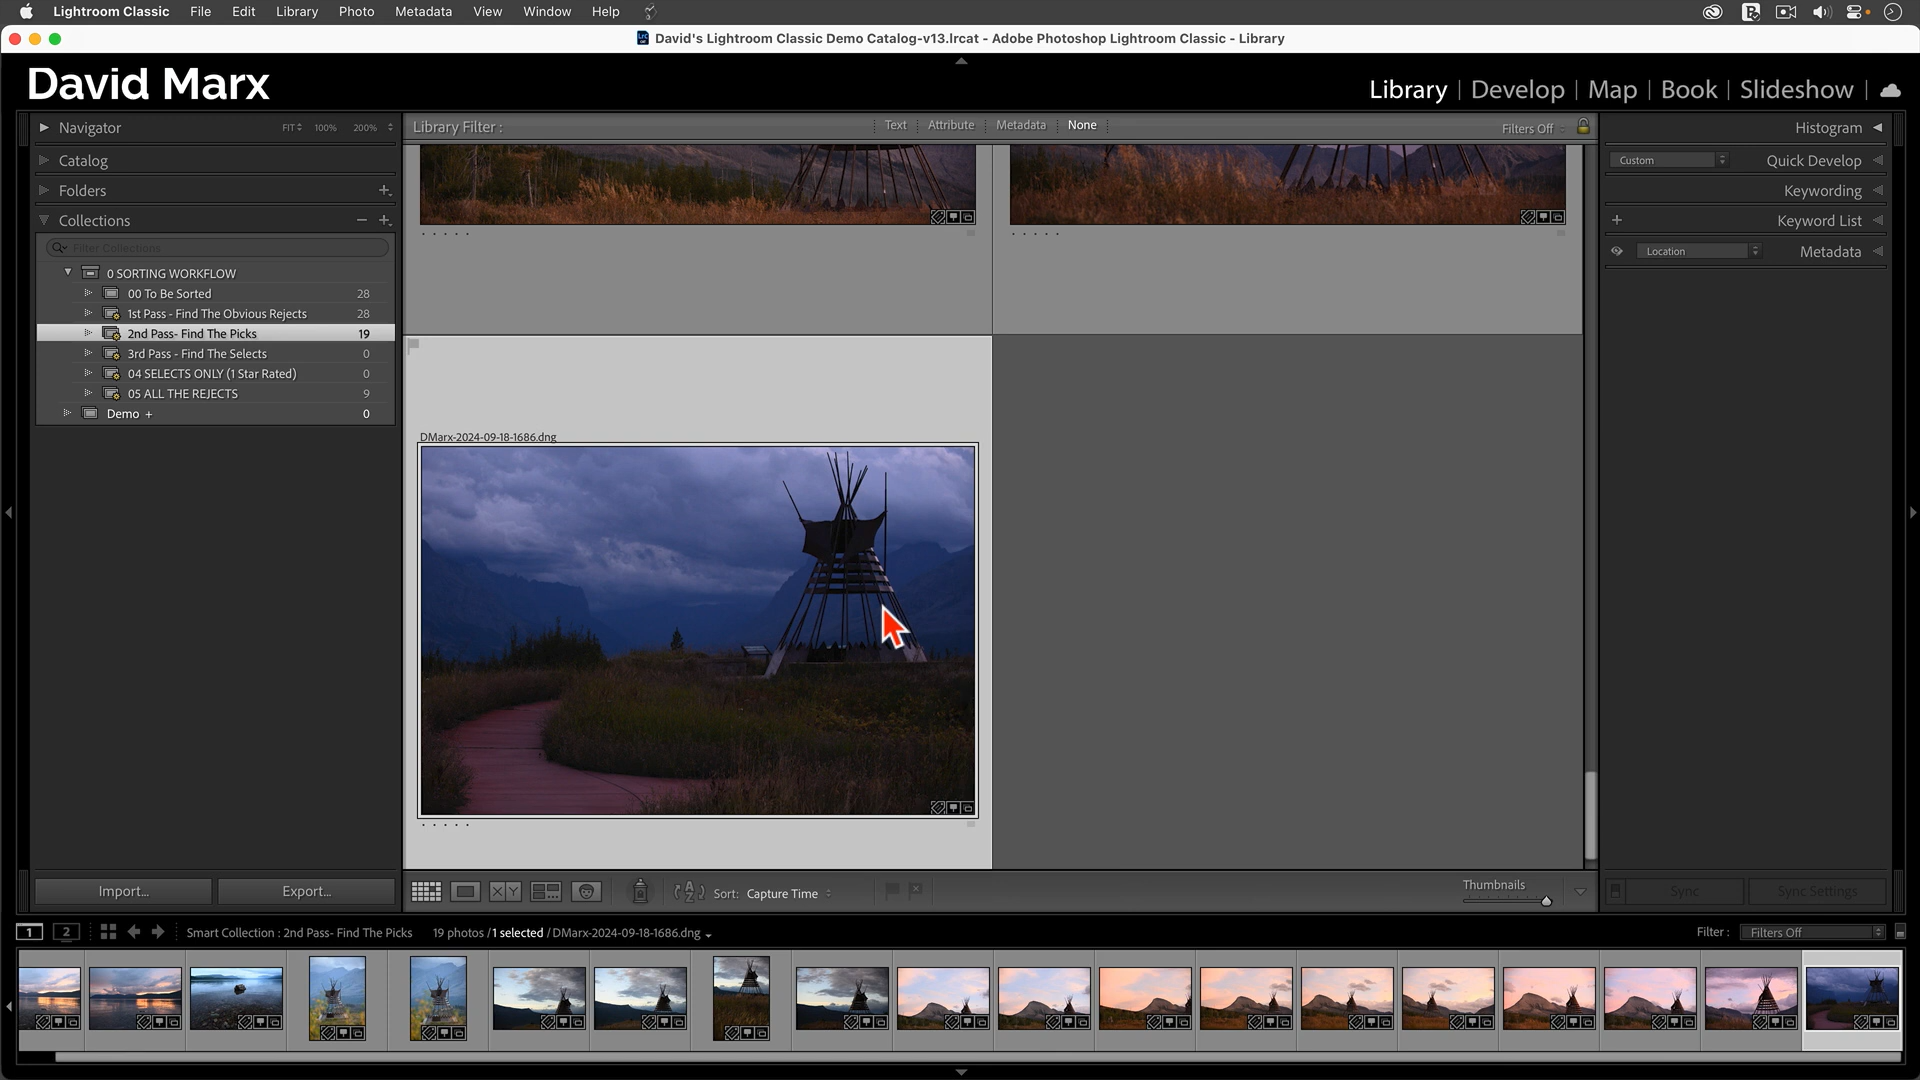 Lightroom Classic File Edit Library Photo Metadata View Window Help
David's Lightroom Classic Demo Catalog-v13.lrcat - Adobe Photoshop Lightroom Classic - Library
David Marx
Library | Develop | Map | Book | Slideshow |
Navigator FIT 100% 200%
Catalog
Folders
Collections
Filter Collections
0 SORTING WORKFLOW
00 To Be Sorted 28
1st Pass - Find The Obvious Rejects 28
2nd Pass- Find The Picks 19
3rd Pass - Find The Selects 0
04 SELECTS ONLY (1 Star Rated) 0
05 ALL THE REJECTS 9
Demo + 0
Import... Export...
Library Filter : Text Attribute Metadata None Filters Off
DMarx-2024-09-18-1686.dng
Sort: Capture Time
Thumbnails
Histogram
Custom Quick Develop
Keywording
Keyword List
Location Metadata
Sync Sync Settings
1 2 Smart Collection : 2nd Pass- Find The Picks 19 photos / 1 selected / DMarx-2024-09-18-1686.dng
Filter : Filters Off